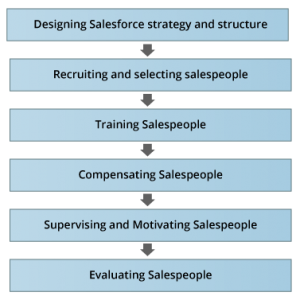 Designing Salesforce strategy and structure
Recruiting and selecting salespeople
Training Salespeople
Compensating Salespeople
Supervising and Motivating Salespeople
Evaluating Salespeople